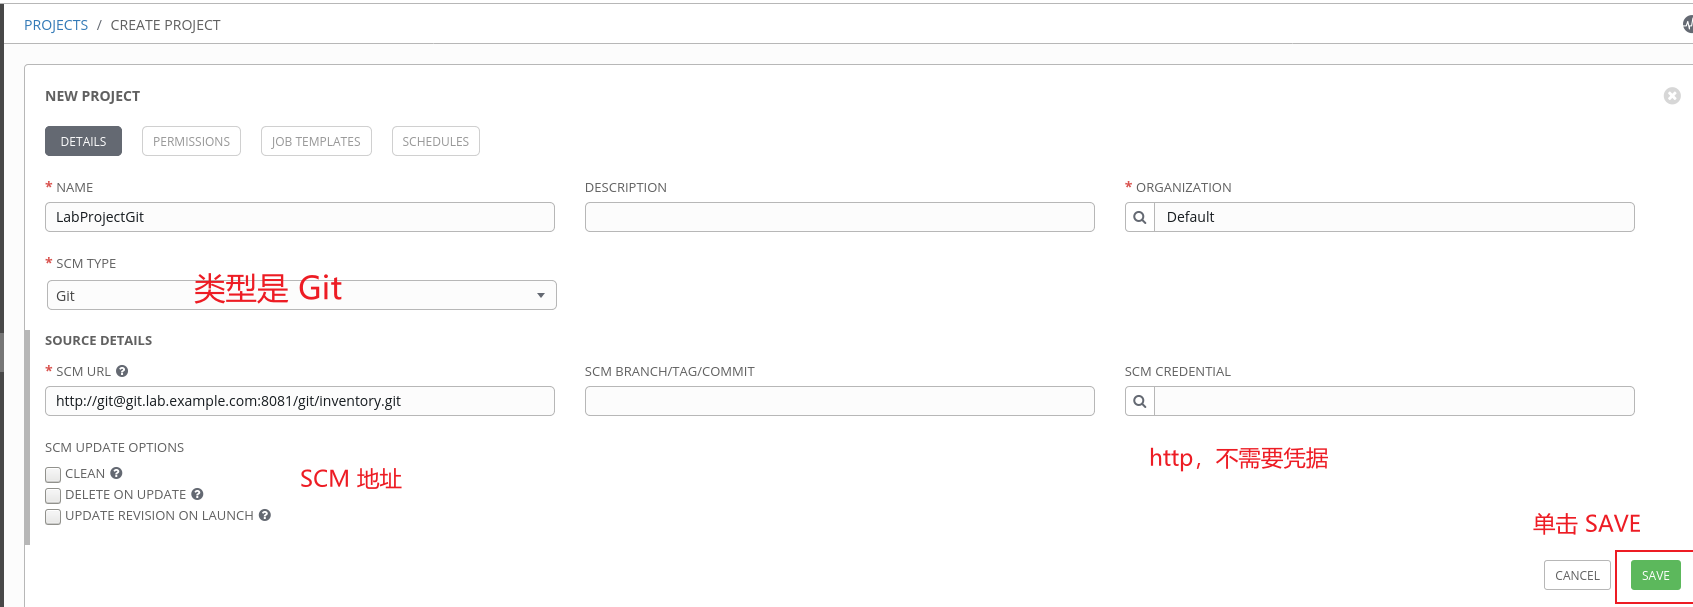 PROJECTS / CREATE PROJECT
NEW PROJECT
DETAILS PERMISSIONS JOB TEMPLATES SCHEDULES
* NAME DESCRIPTION * ORGANIZATION
LabProjectGit Default
* SCM TYPE
Git 类型是 Git
SOURCE DETAILS
* SCM URL SCM BRANCH/TAG/COMMIT SCM CREDENTIAL
http://git@git.lab.example.com:8081/git/inventory.git
SCM UPDATE OPTIONS
http，不需要凭据
CLEAN
SCM 地址
DELETE ON UPDATE
UPDATE REVISION ON LAUNCH
单击 SAVE
CANCEL SAVE